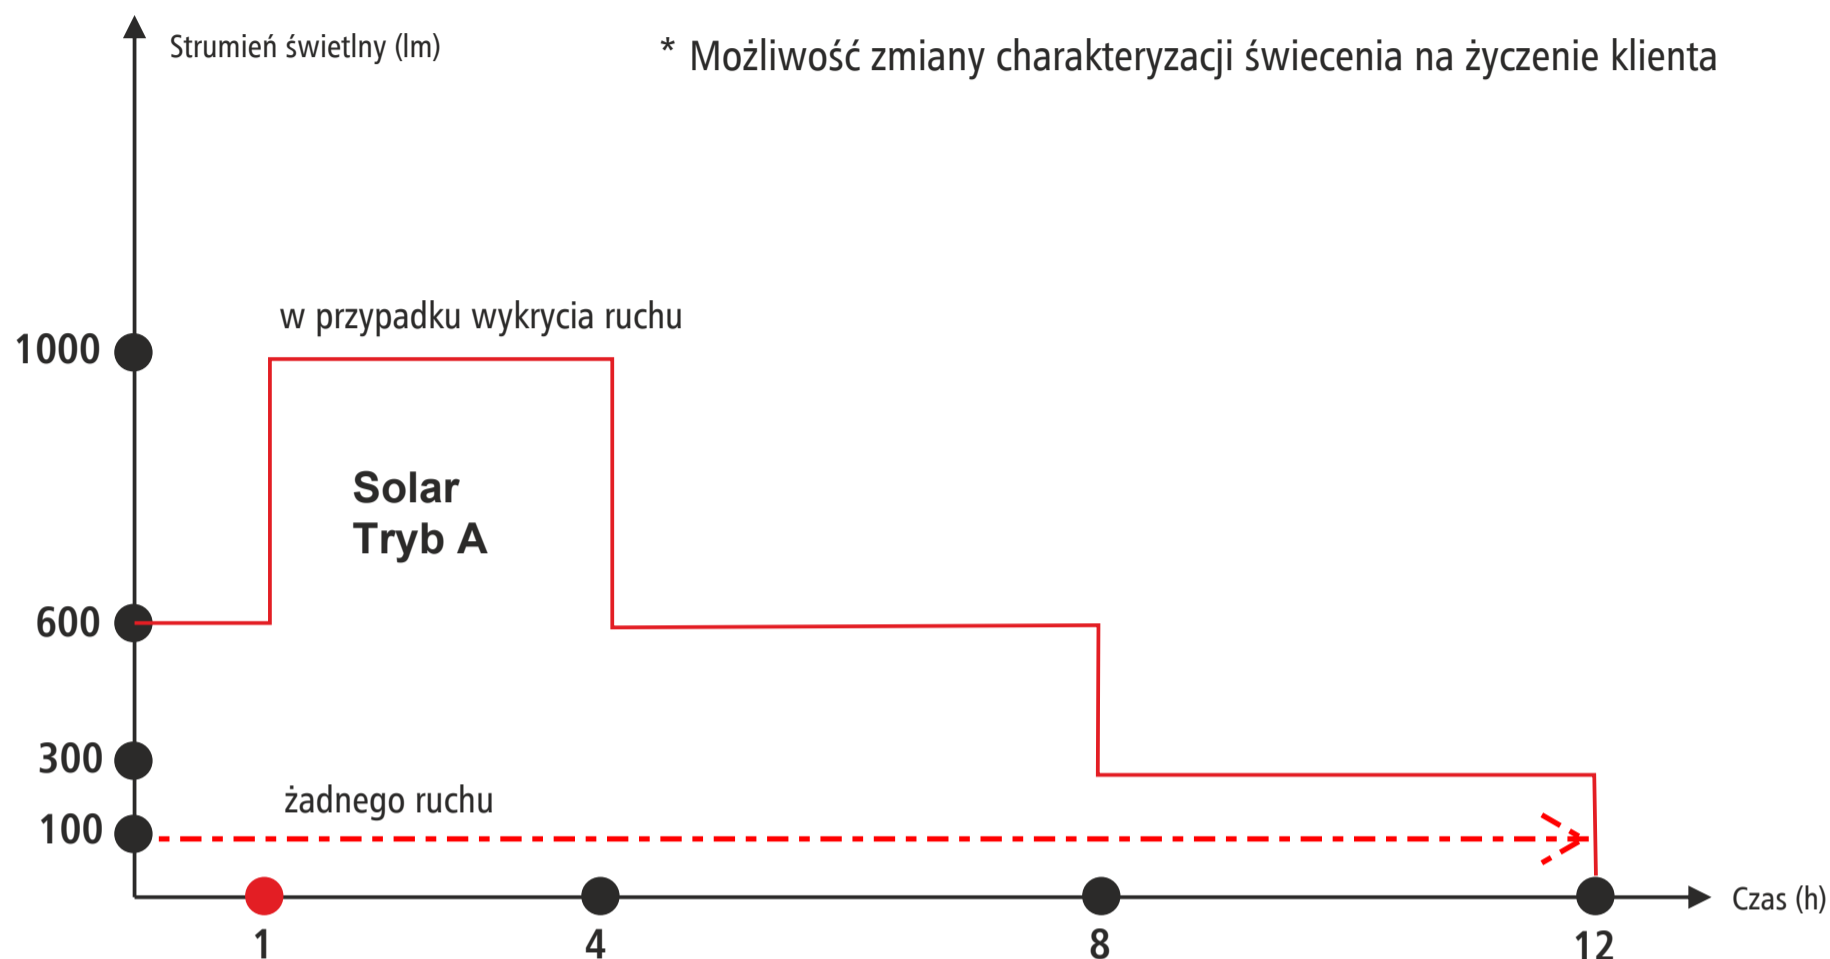 Strumień świetlny (lm)
* Możliwość zmiany charakteryzacji świecenia na życzenie klienta
w przypadku wykrycia ruchu
1000
Solar
Tryb A
600
300
żadnego ruchu
100
Czas (h)
1
4
8
12